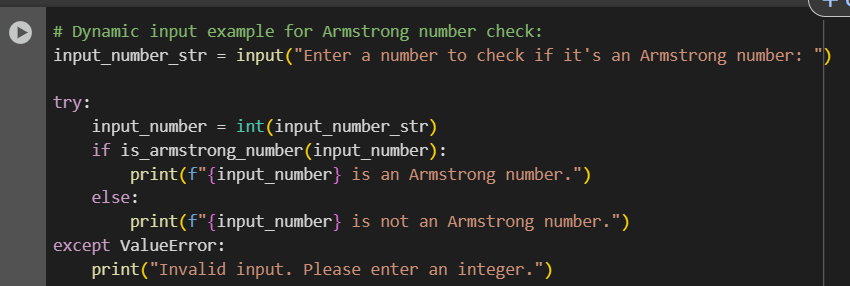 # Dynamic input example for Armstrong number check:
input_number_str = input("Enter a number to check if it's an Armstrong number: ")

try:
    input_number = int(input_number_str)
    if is_armstrong_number(input_number):
        print(f"{input_number} is an Armstrong number.")
    else:
        print(f"{input_number} is not an Armstrong number.")
except ValueError:
    print("Invalid input. Please enter an integer.")